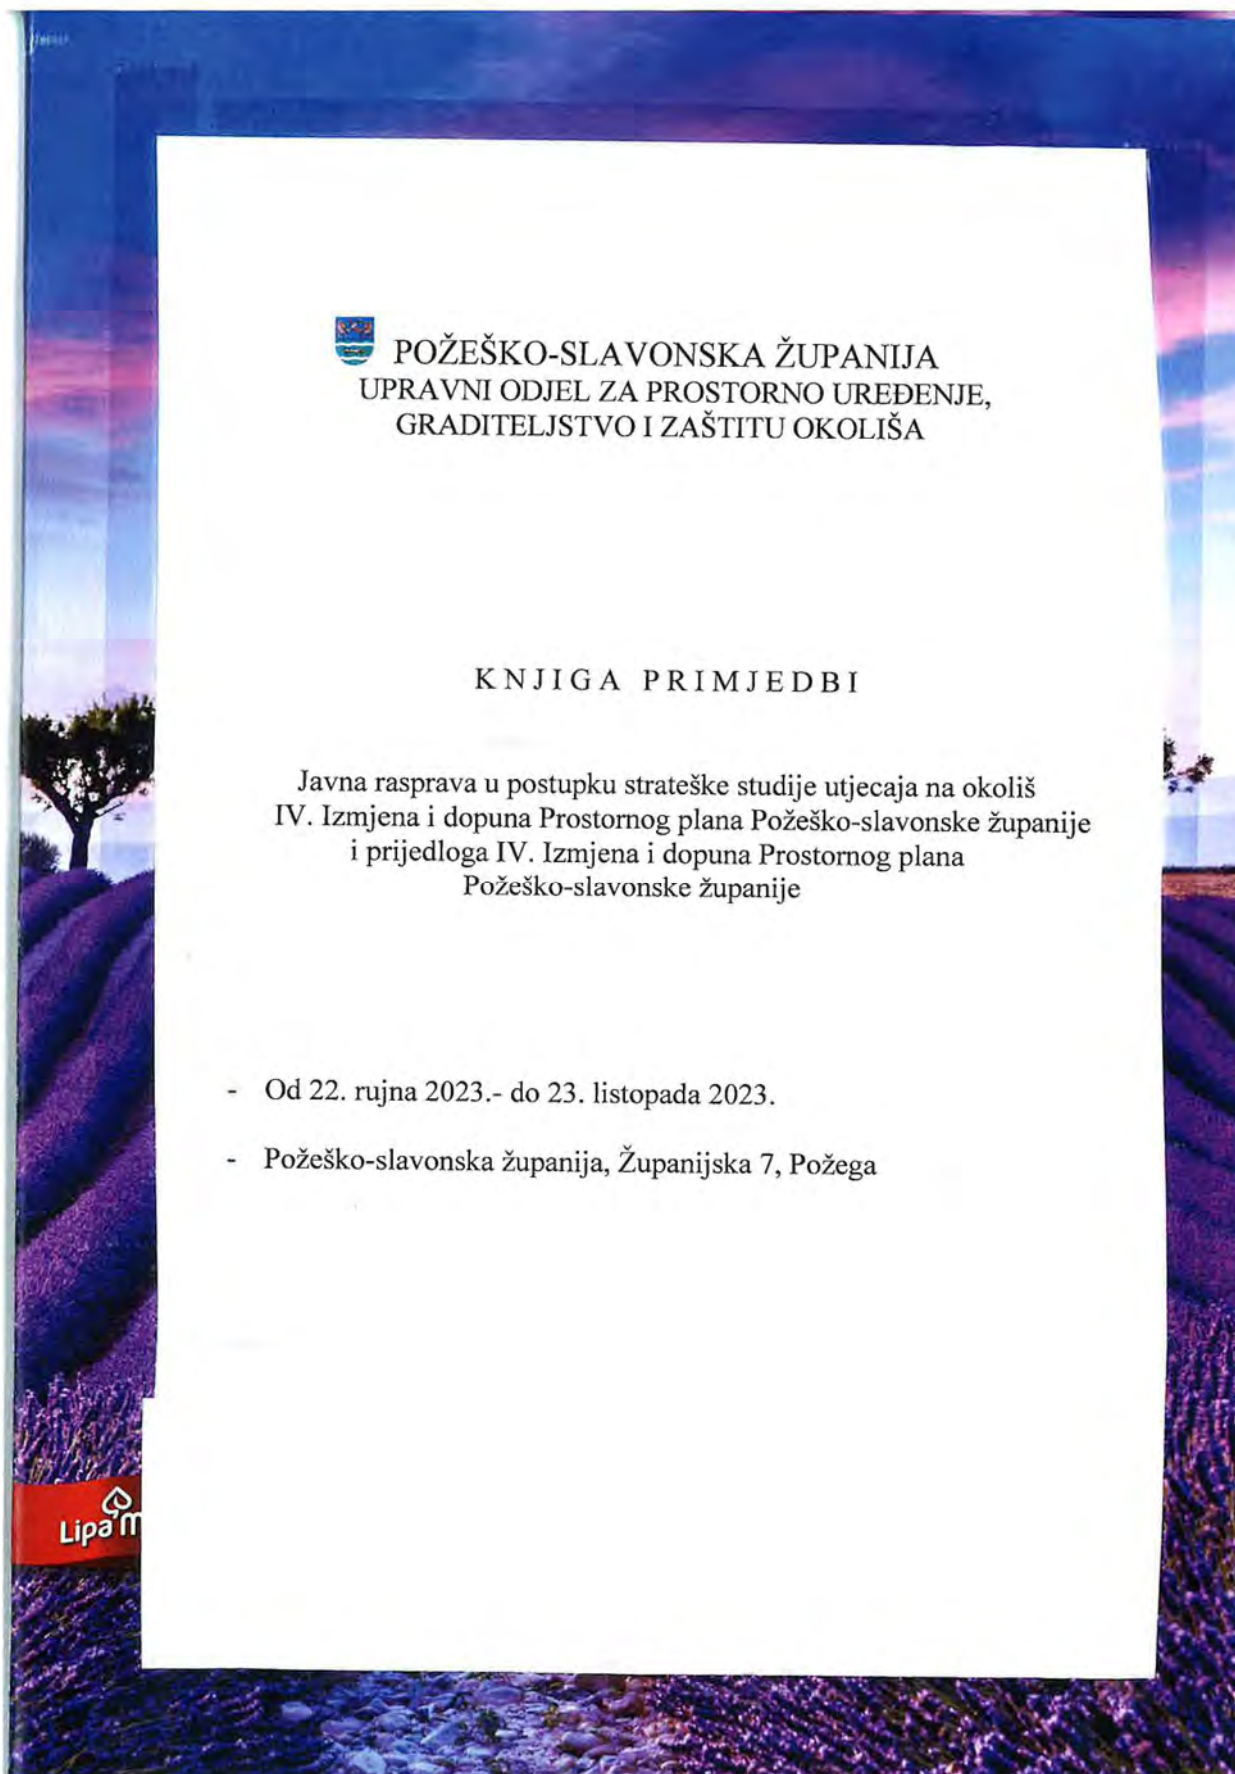 POŽEŠKO-SLAVONSKA ŽUPANIJA
UPRAVNI ODJEL ZA PROSTORNO UREĐENJE,
GRADITELJSTVO I ZAŠTITU OKOLIŠA
KNJIGA PRIMJEDBI
Javna rasprava u postupku strateške studije utjecaja na okoliš
IV. Izmjena i dopuna Prostornog plana Požeško-slavonske županije
i prijedloga IV. Izmjena i dopuna Prostornog plana
Požeško-slavonske županije
- Od 22. rujna 2023.- do 23. listopada 2023.
- Požeško-slavonska županija, Županijska 7, Požega
Lipa m